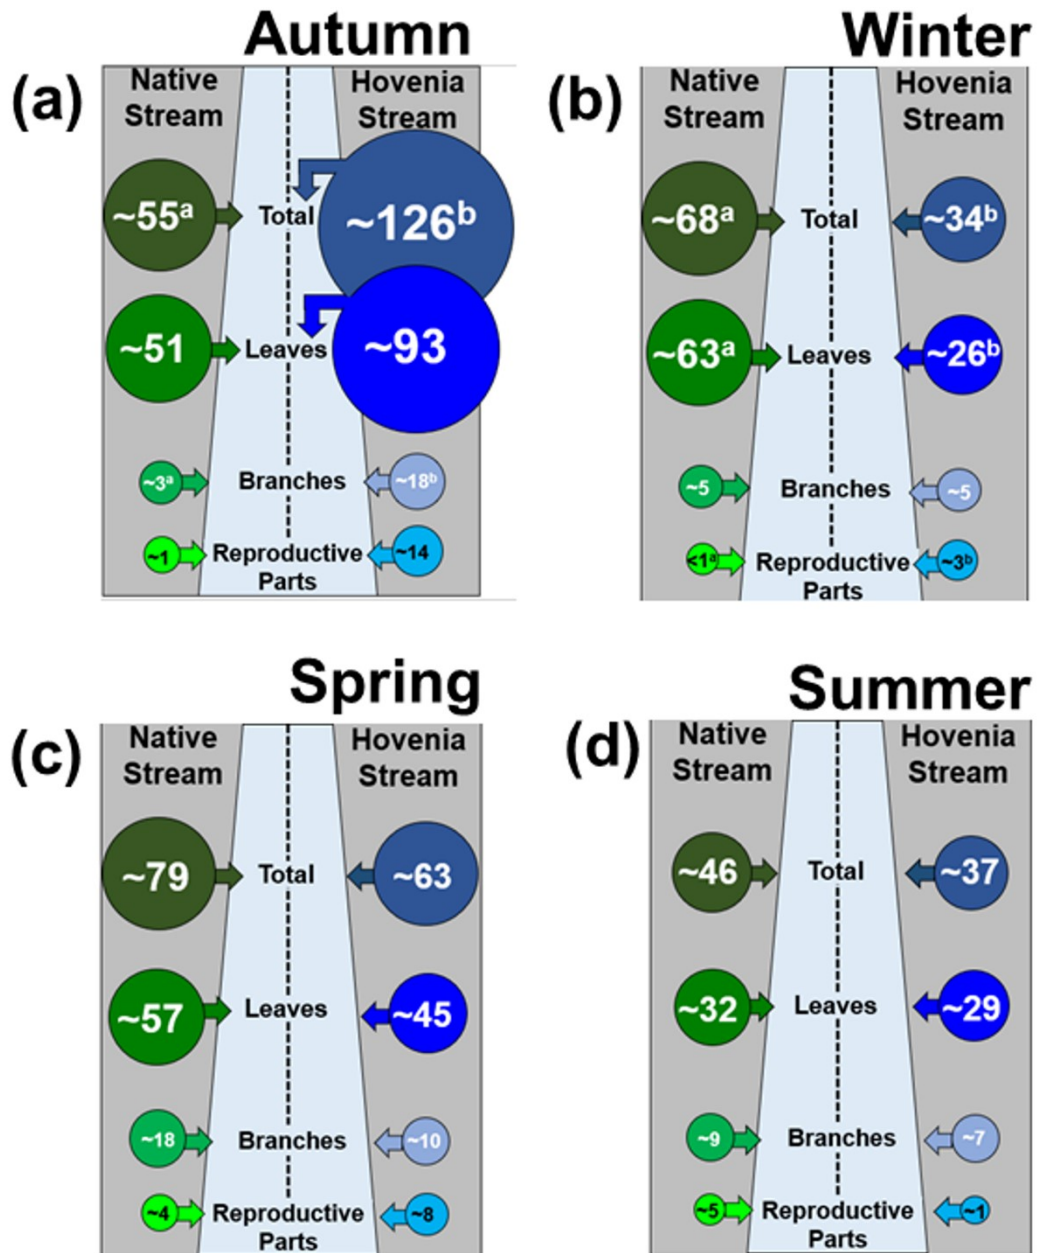 Autumn
(a)
Native
Stream
Hovenia
Stream
~55a
Total
~126b
~51
Leaves
~93
~3a
Branches
~18b
~1
Reproductive
Parts
~14
Winter
(b)
Native
Stream
Hovenia
Stream
~68a
Total
~34b
~63a
Leaves
~26b
~5
Branches
~5
<1a
Reproductive
Parts
~3b
Spring
(c)
Native
Stream
Hovenia
Stream
~79
Total
~63
~57
Leaves
~45
~18
Branches
~10
~4
Reproductive
Parts
~8
Summer
(d)
Native
Stream
Hovenia
Stream
~46
Total
~37
~32
Leaves
~29
~9
Branches
~7
~5
Reproductive
Parts
~1